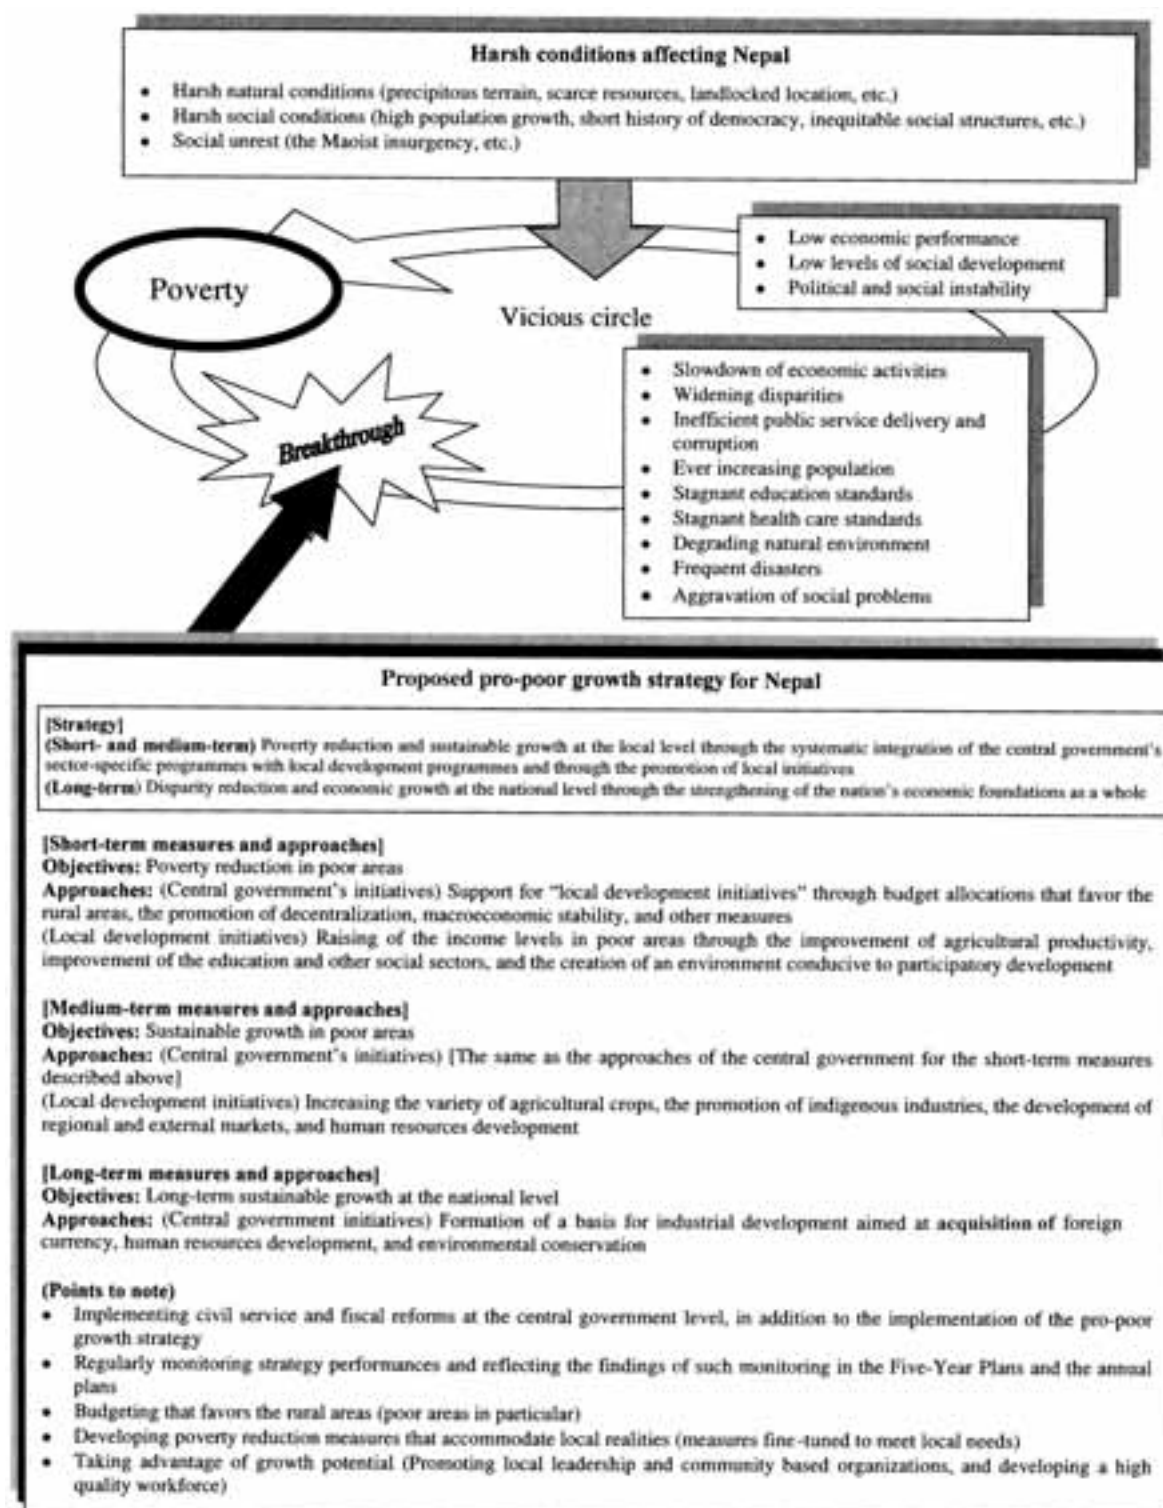 Harsh conditions affecting Nepal
• Harsh natural conditions (precipitous terrain, scarce resources, landlocked location, etc.)
• Harsh social conditions (high population growth, short history of democracy, inequitable social structures, etc.)
• Social unrest (the Maoist insurgency, etc.)
Poverty
Vicious circle
• Low economic performance
• Low levels of social development
• Political and social instability
• Slowdown of economic activities
• Widening disparities
• Inefficient public service delivery and
corruption
• Ever increasing population
• Stagnant education standards
• Stagnant health care standards
• Degrading natural environment
• Frequent disasters
• Aggravation of social problems
Breakthrough
Proposed pro-poor growth strategy for Nepal
[Strategy]
(Short- and medium-term) Poverty reduction and sustainable growth at the local level through the systematic integration of the central government's
sector-specific programmes with local development programmes and through the promotion of local initiatives
(Long-term) Disparity reduction and economic growth at the national level through the strengthening of the nation's economic foundations as a whole
[Short-term measures and approaches]
Objectives: Poverty reduction in poor areas
Approaches: (Central government's initiatives) Support for "local development initiatives" through budget allocations that favor the
rural areas, the promotion of decentralization, macroeconomic stability, and other measures
(Local development initiatives) Raising of the income levels in poor areas through the improvement of agricultural productivity,
improvement of the education and other social sectors, and the creation of an environment conducive to participatory development
[Medium-term measures and approaches]
Objectives: Sustainable growth in poor areas
Approaches: (Central government's initiatives) [The same as the approaches of the central government for the short-term measures
described above]
(Local development initiatives) Increasing the variety of agricultural crops, the promotion of indigenous industries, the development of
regional and external markets, and human resources development
[Long-term measures and approaches]
Objectives: Long-term sustainable growth at the national level
Approaches: (Central government initiatives) Formation of a basis for industrial development aimed at acquisition of foreign
currency, human resources development, and environmental conservation
(Points to note)
• Implementing civil service and fiscal reforms at the central government level, in addition to the implementation of the pro-poor
growth strategy
• Regularly monitoring strategy performances and reflecting the findings of such monitoring in the Five-Year Plans and the annual
plans
• Budgeting that favors the rural areas (poor areas in particular)
• Developing poverty reduction measures that accommodate local realities (measures fine-tuned to meet local needs)
• Taking advantage of growth potential (Promoting local leadership and community based organizations, and developing a high
quality workforce)